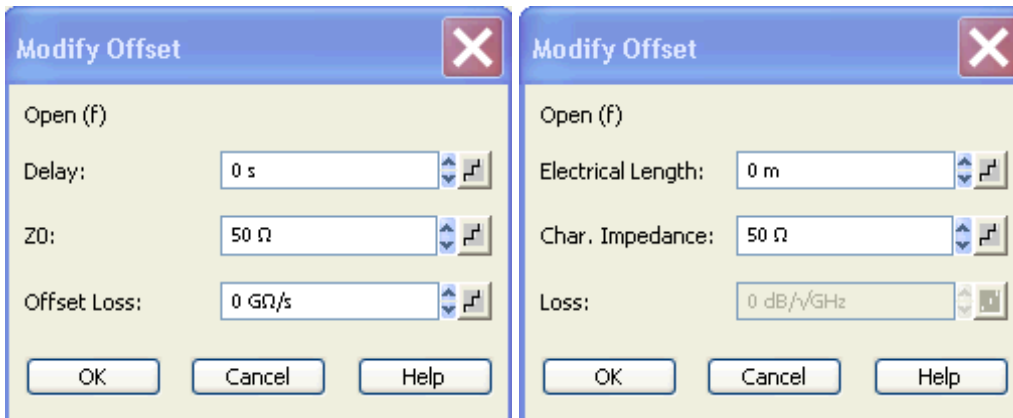 Modify Offset
Open (f)
Delay: 0 s
Z0: 50 Ω
Offset Loss: 0 GΩ/s
OK Cancel Help
Modify Offset
Open (f)
Electrical Length: 0 m
Char. Impedance: 50 Ω
Loss: 0 dB/√GHz
OK Cancel Help